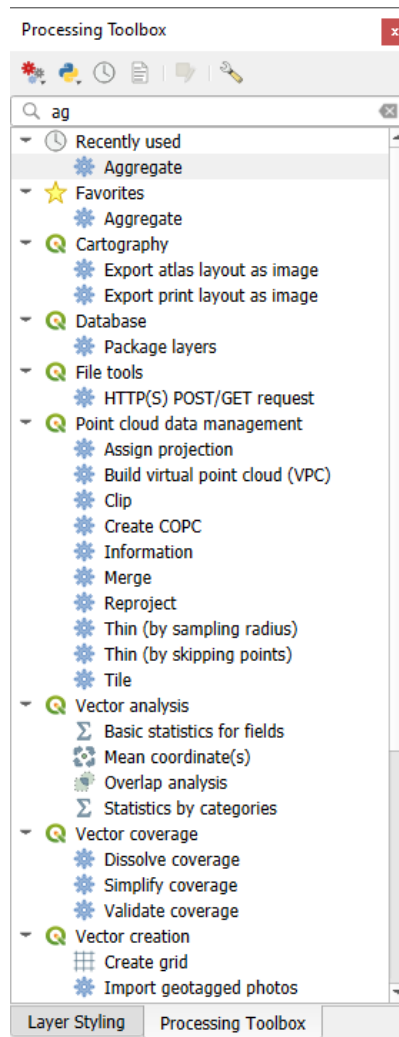 Processing Toolbox
ag
Recently used
Aggregate
Favorites
Aggregate
Cartography
Export atlas layout as image
Export print layout as image
Database
Package layers
File tools
HTTP(S) POST/GET request
Point cloud data management
Assign projection
Build virtual point cloud (VPC)
Clip
Create COPC
Information
Merge
Reproject
Thin (by sampling radius)
Thin (by skipping points)
Tile
Vector analysis
Basic statistics for fields
Mean coordinate(s)
Overlap analysis
Statistics by categories
Vector coverage
Dissolve coverage
Simplify coverage
Validate coverage
Vector creation
Create grid
Import geotagged photos
Layer Styling Processing Toolbox